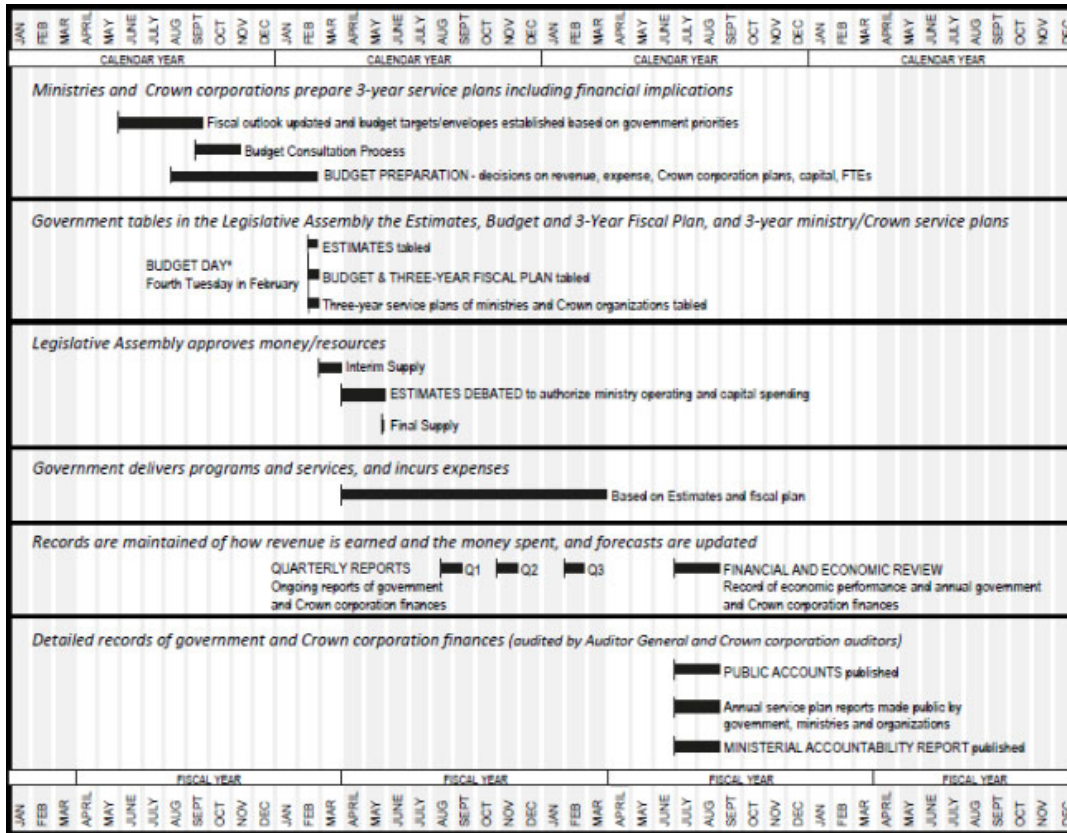 JAN FEB MAR APRIL MAY JUNE JULY AUG SEPT OCT NOV DEC JAN FEB MAR APRIL MAY JUNE JULY AUG SEPT OCT NOV DEC JAN FEB MAR APRIL MAY JUNE JULY AUG SEPT OCT NOV DEC JAN FEB MAR APRIL MAY JUNE JULY AUG SEPT OCT NOV DEC
CALENDAR YEAR CALENDAR YEAR CALENDAR YEAR CALENDAR YEAR
Ministries and Crown corporations prepare 3-year service plans including financial implications
Fiscal outlook updated and budget targets/envelopes established based on government priorities
Budget Consultation Process
BUDGET PREPARATION - decisions on revenue, expense, Crown corporation plans, capital, FTEs
Government tables in the Legislative Assembly the Estimates, Budget and 3-Year Fiscal Plan, and 3-year ministry/Crown service plans
ESTIMATES tabled
BUDGET DAY*
Fourth Tuesday in February
BUDGET & THREE-YEAR FISCAL PLAN tabled
Three-year service plans of ministries and Crown organizations tabled
Legislative Assembly approves money/resources
Interim Supply
ESTIMATES DEBATED to authorize ministry operating and capital spending
Final Supply
Government delivers programs and services, and incurs expenses
Based on Estimates and fiscal plan
Records are maintained of how revenue is earned and the money spent, and forecasts are updated
QUARTERLY REPORTS
Ongoing reports of government
and Crown corporation finances
Q1 Q2 Q3
FINANCIAL AND ECONOMIC REVIEW
Record of economic performance and annual government
and Crown corporation finances
Detailed records of government and Crown corporation finances (audited by Auditor General and Crown corporation auditors)
PUBLIC ACCOUNTS published
Annual service plan reports made public by
government, ministries and organizations
MINISTERIAL ACCOUNTABILITY REPORT published
FISCAL YEAR FISCAL YEAR FISCAL YEAR FISCAL YEAR
JAN FEB MAR APRIL MAY JUNE JULY AUG SEPT OCT NOV DEC JAN FEB MAR APRIL MAY JUNE JULY AUG SEPT OCT NOV DEC JAN FEB MAR APRIL MAY JUNE JULY AUG SEPT OCT NOV DEC JAN FEB MAR APRIL MAY JUNE JULY AUG SEPT OCT NOV DEC